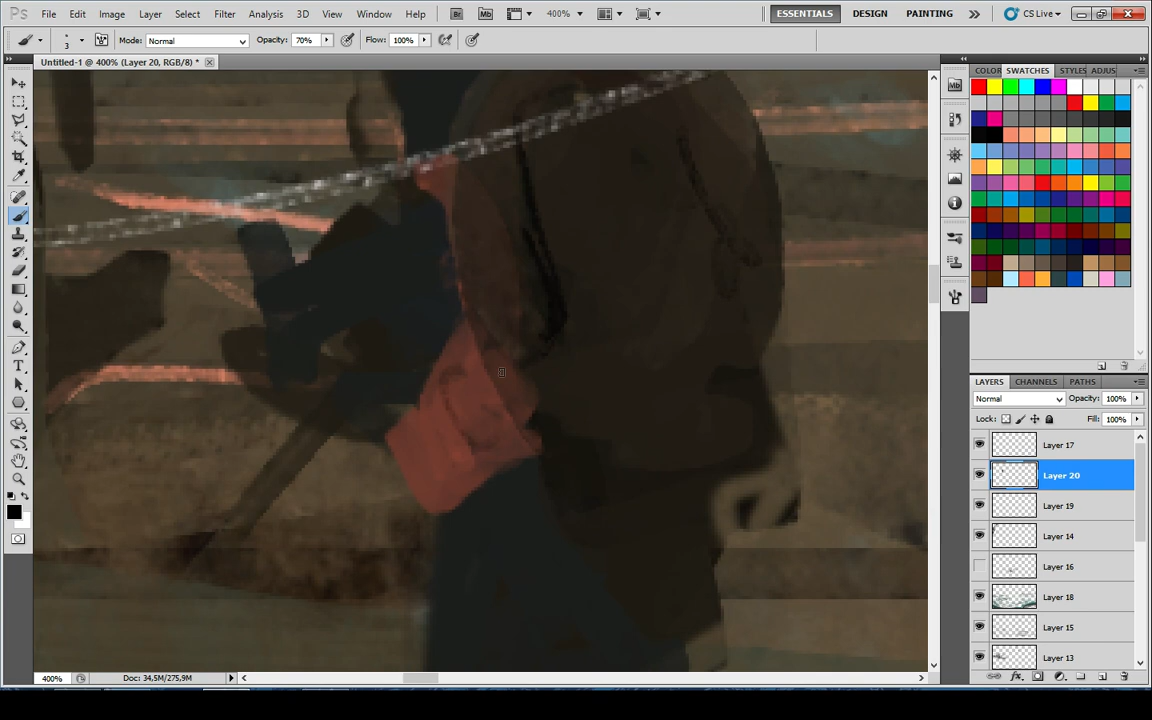 File Edit Image Layer Select Filter Analysis 3D View Window Help Br Mb 400% ESSENTIALS DESIGN PAINTING CS Live
3 Mode: Normal Opacity: 70% Flow: 100%
Untitled-1 @ 400% (Layer 20, RGB/8) *
COLOR SWATCHES STYLES ADJUS
Mb
LAYERS CHANNELS PATHS
Normal Opacity: 100%
Lock: Fill: 100%
Layer 17
Layer 20
Layer 19
Layer 14
Layer 16
Layer 18
Layer 15
Layer 13
400% Doc: 34,5M/275,9M